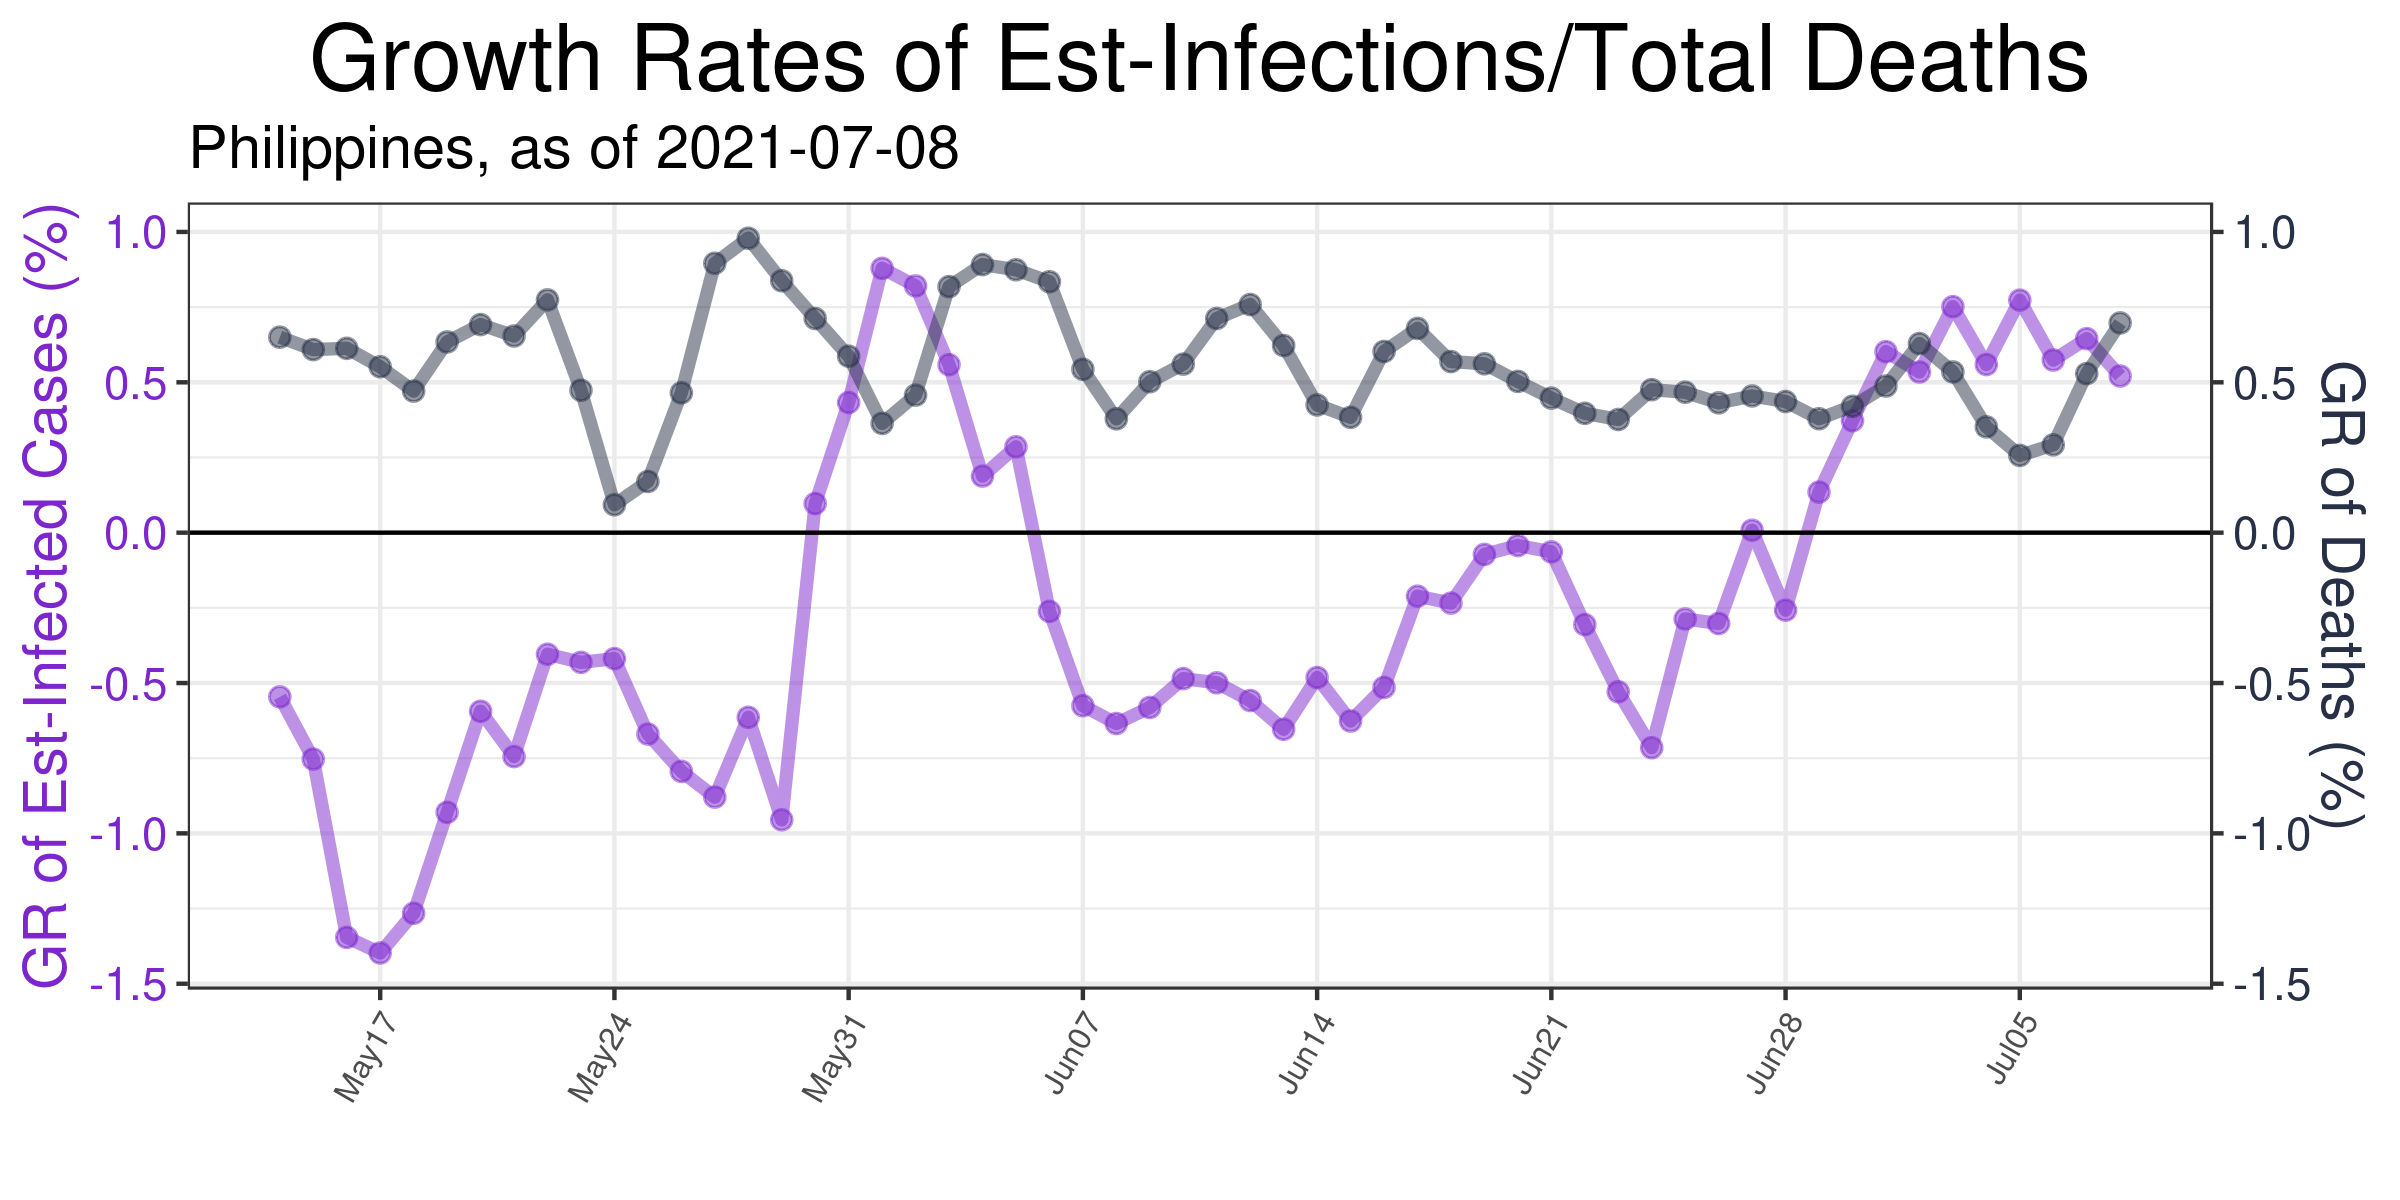 Growth Rates of Est-Infections/Total Deaths
Philippines, as of 2021-07-08
GR of Est-Infected Cases (%)
1.0
0.5
0.0
-0.5
-1.0
-1.5
1.0
0.5
0.0
-0.5
-1.0
-1.5
GR of Deaths (%)
May17
May24
May31
Jun07
Jun14
Jun21
Jun28
Jul05